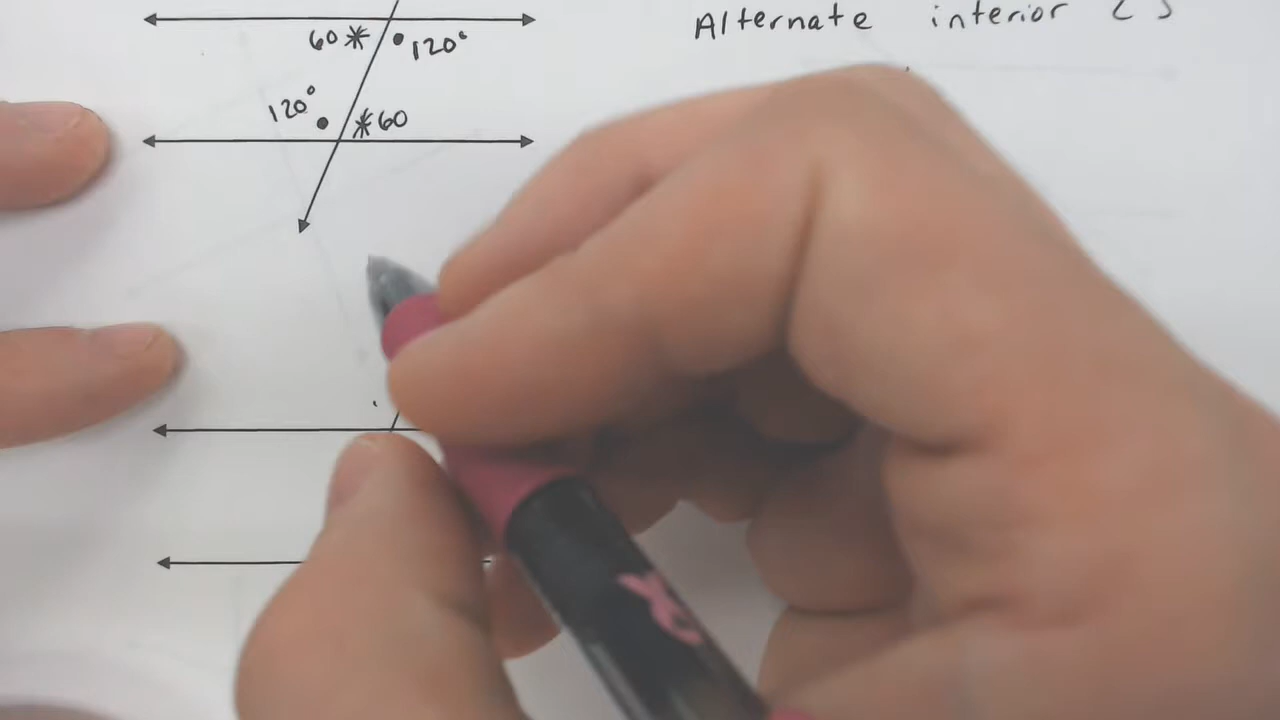 Alternate interior ∠s
60 * • 120°
120° • * 60